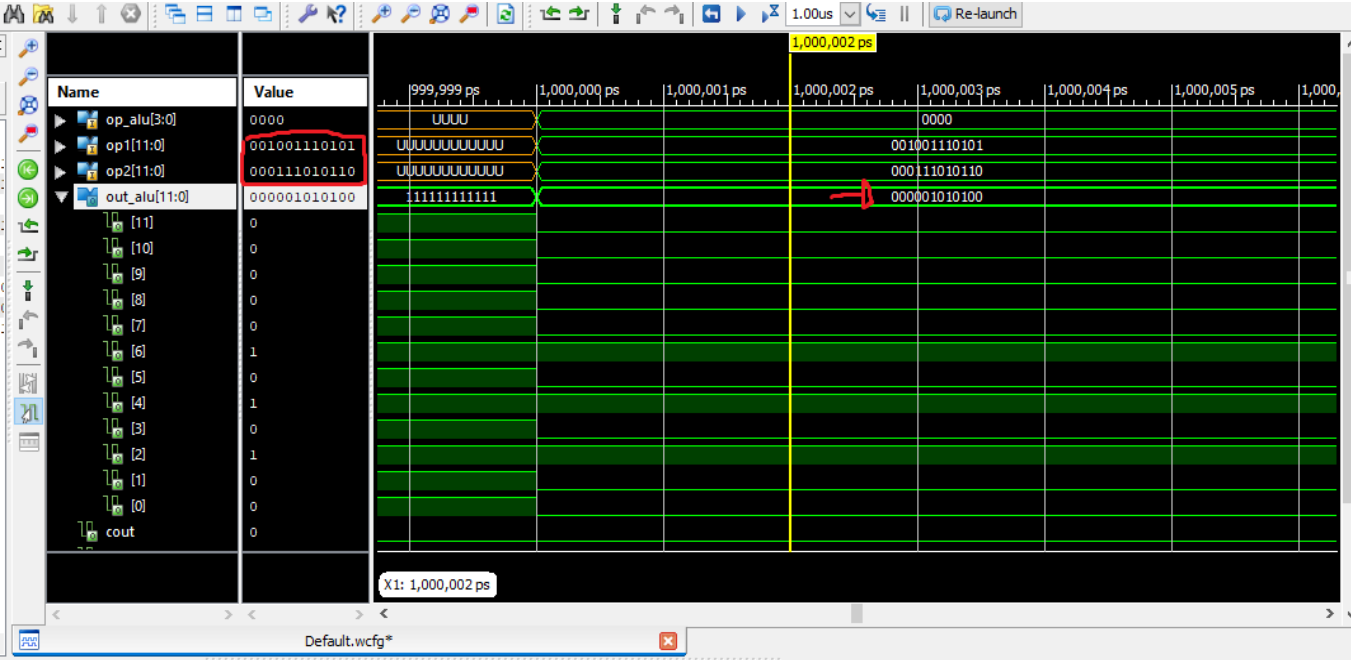 1.00us Re-launch
1,000,002 ps
Name Value
999,999 ps 1,000,000 ps 1,000,001 ps 1,000,002 ps 1,000,003 ps 1,000,004 ps 1,000,005 ps 1,000,
op_alu[3:0] 0000 UUUU 0000
op1[11:0] 001001110101 UUUUUUUUUUUU 001001110101
op2[11:0] 000111010110 UUUUUUUUUUUU 000111010110
out_alu[11:0] 000001010100 111111111111 000001010100
[11] 0
[10] 0
[9] 0
[8] 0
[7] 0
[6] 1
[5] 0
[4] 1
[3] 0
[2] 1
[1] 0
[0] 0
cout 0
X1: 1,000,002 ps
Default.wcfg*